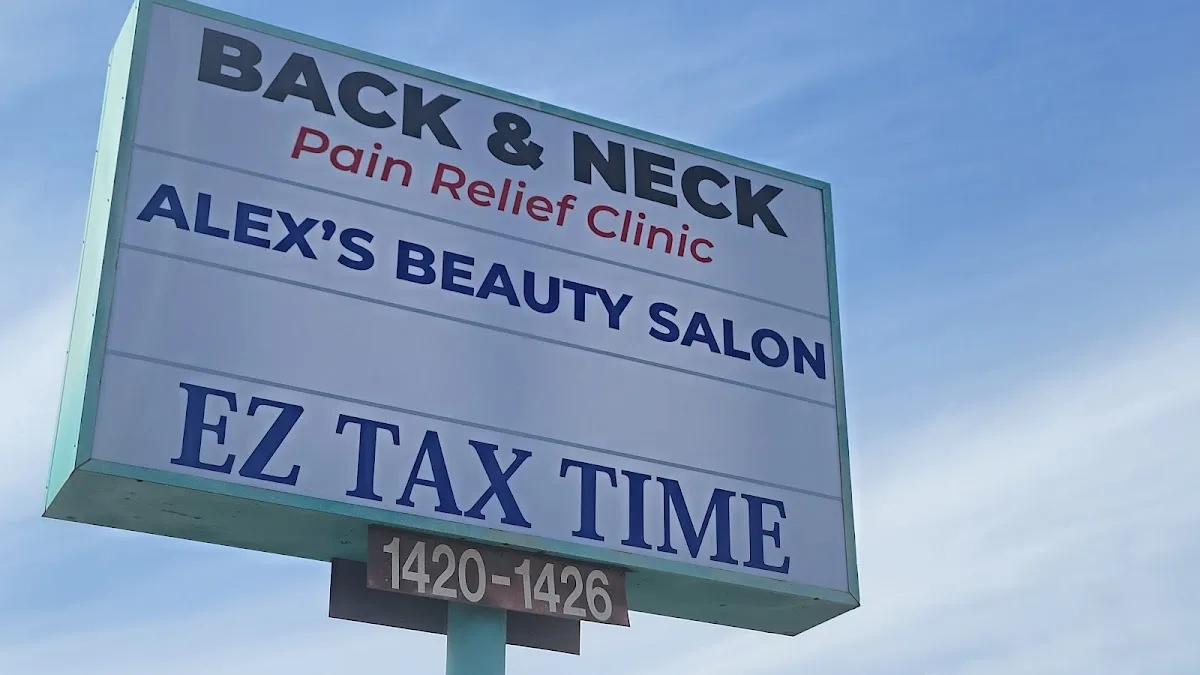 BACK & NECK
Pain Relief Clinic
ALEX'S BEAUTY SALON
EZ TAX TIME
1420-1426